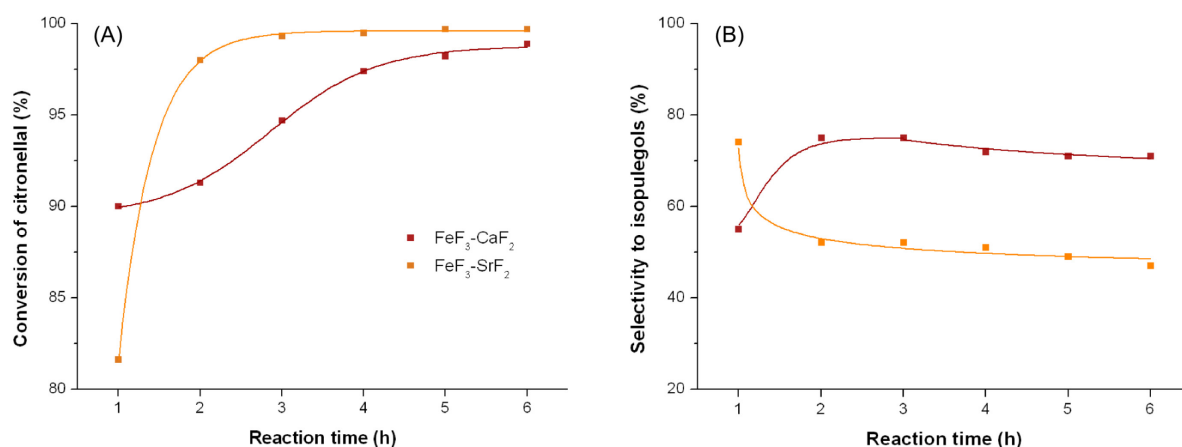 (A)
Conversion of citronellal (%)
100
95
90
85
80
FeF₃-CaF₂
FeF₃-SrF₂
1 2 3 4 5 6
Reaction time (h)
(B)
Selectivity to isopulegols (%)
100
80
60
40
20
1 2 3 4 5 6
Reaction time (h)